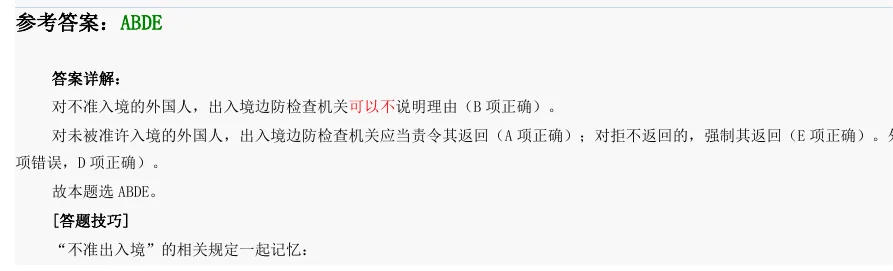 参考答案：ABDE
答案详解：
对不准入境的外国人，出入境边防检查机关可以不说明理由（B 项正确）。
对未被准许入境的外国人，出入境边防检查机关应当责令其返回（A 项正确）；对拒不返回的，强制其返回（E 项正确）。
项错误，D 项正确）。
故本题选 ABDE。
[答题技巧]
“不准出入境”的相关规定一起记忆：